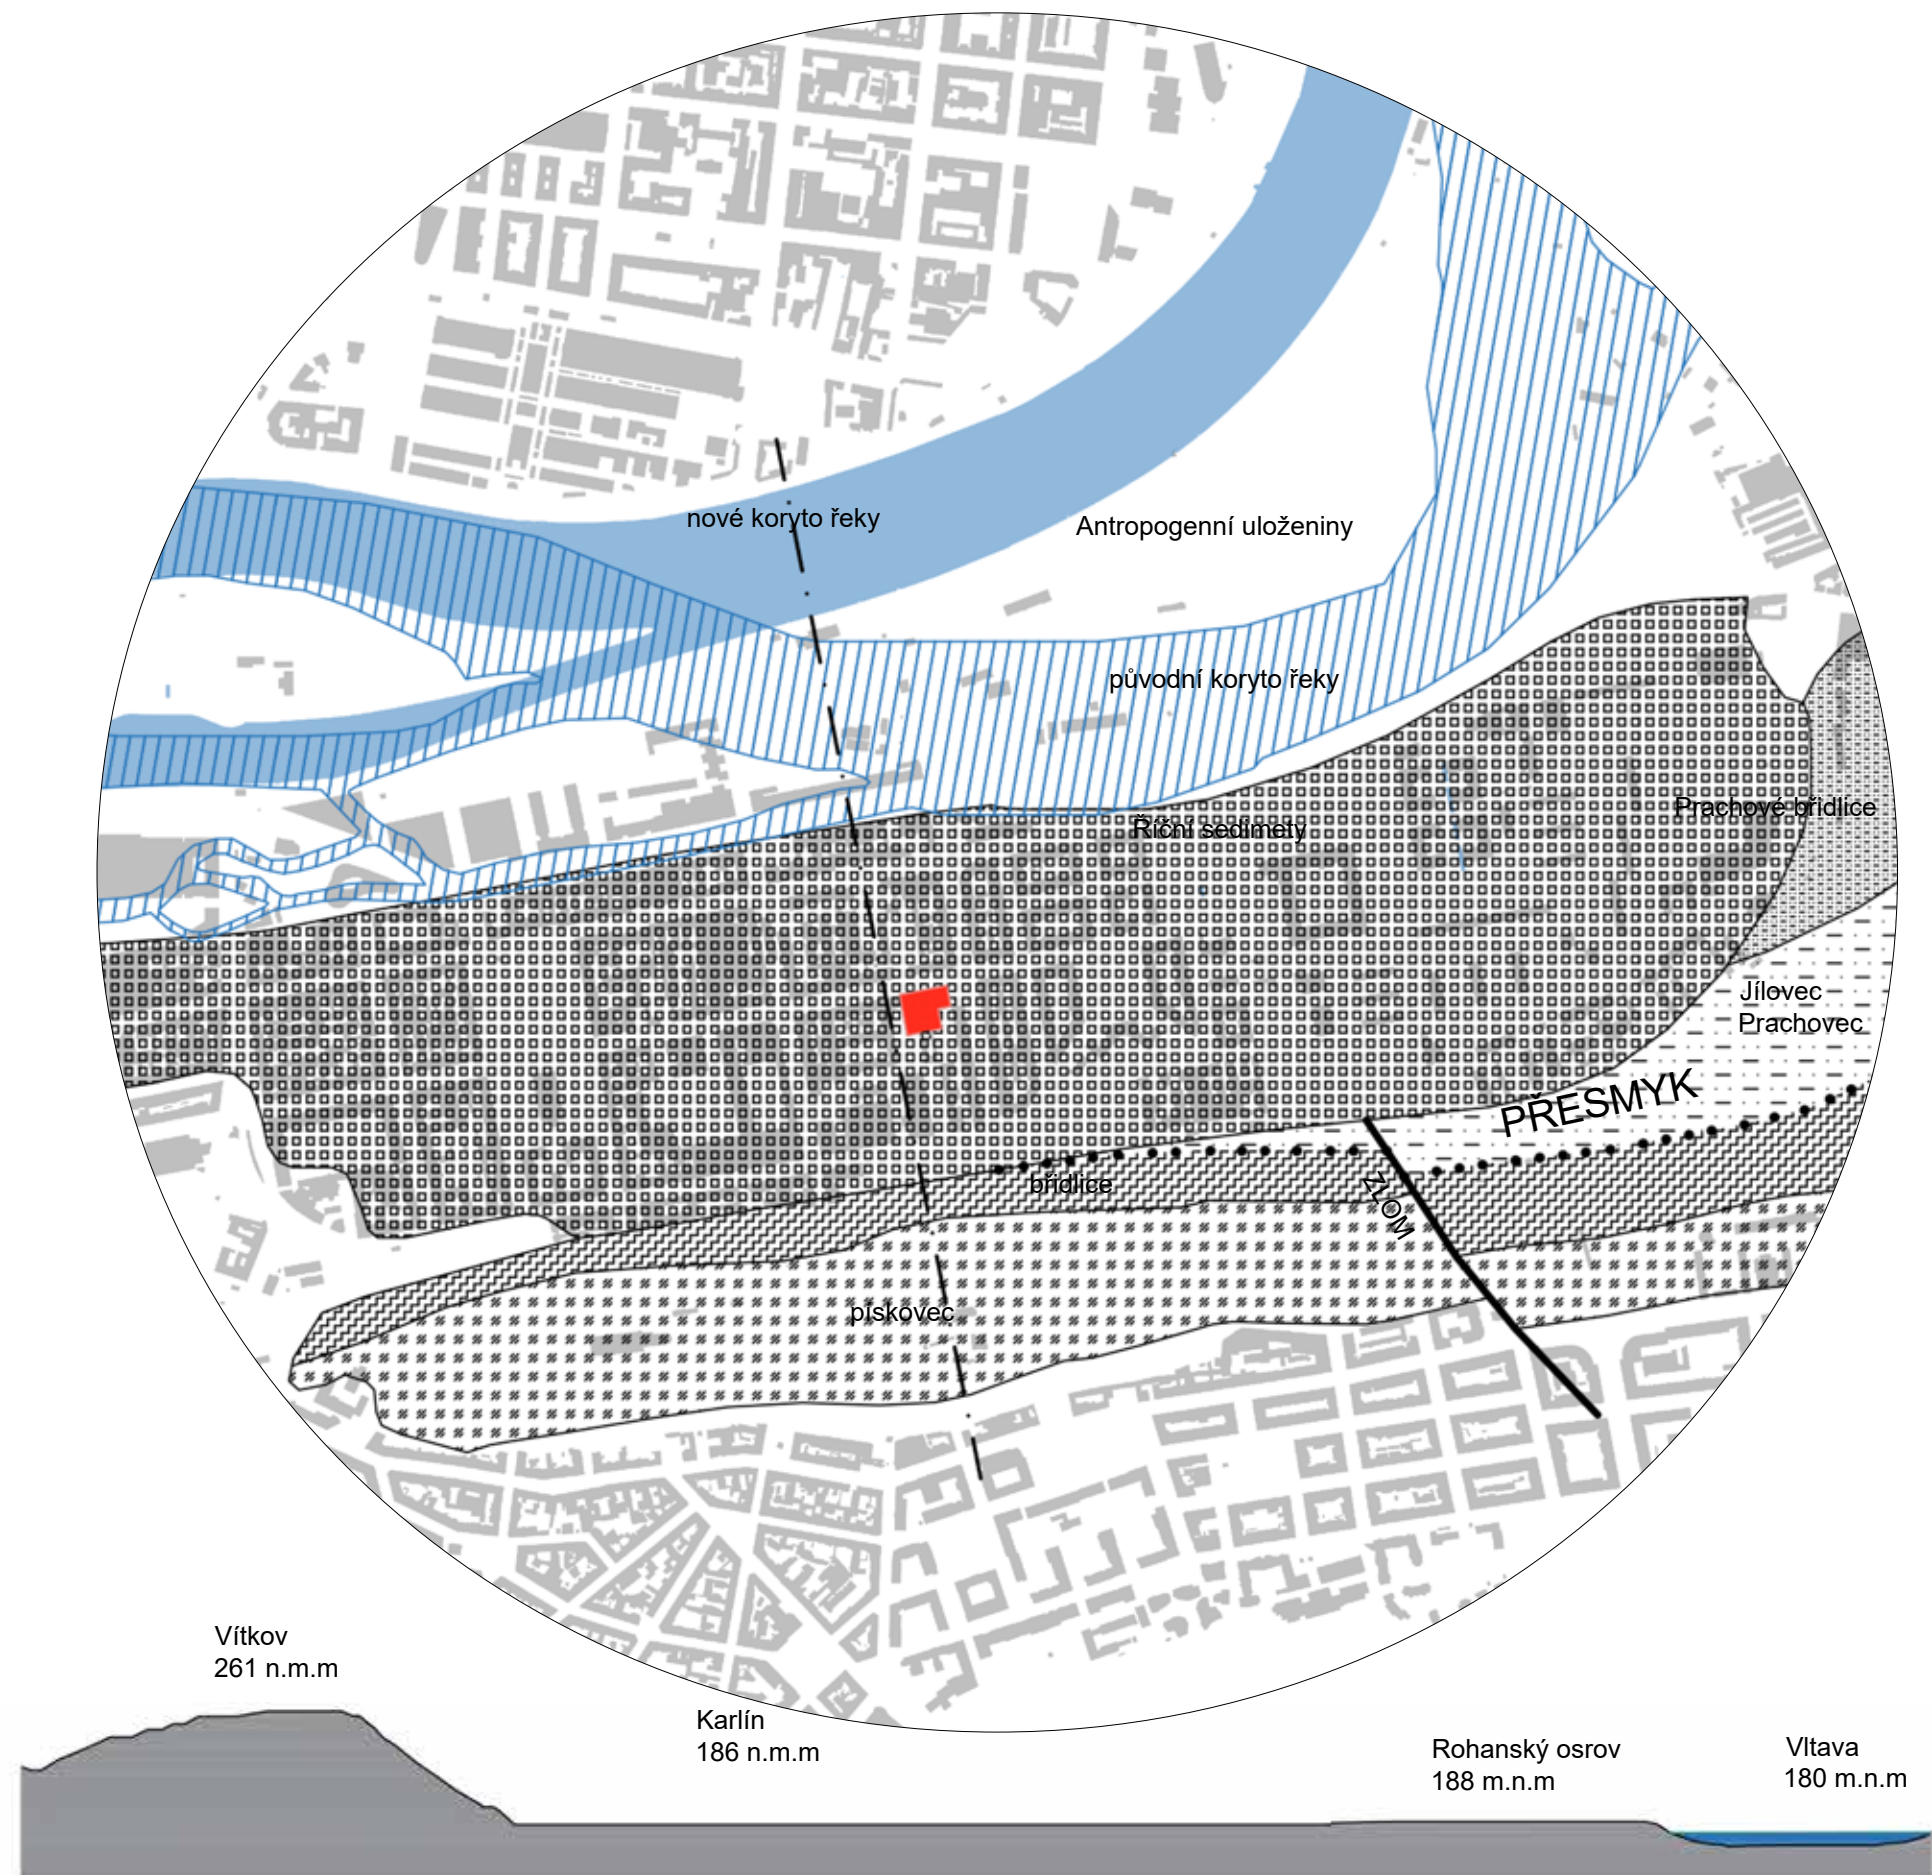 nové koryto řeky
Antropogenní uloženiny
původní koryto řeky
Prachové břidlice
Říční sedimety
Jílovec
Prachovec
PŘESMYK
břidlice
ZLOM
pískovec
Vítkov
261 n.m.m
Karlín
186 n.m.m
Rohanský osrov
188 m.n.m
Vltava
180 m.n.m